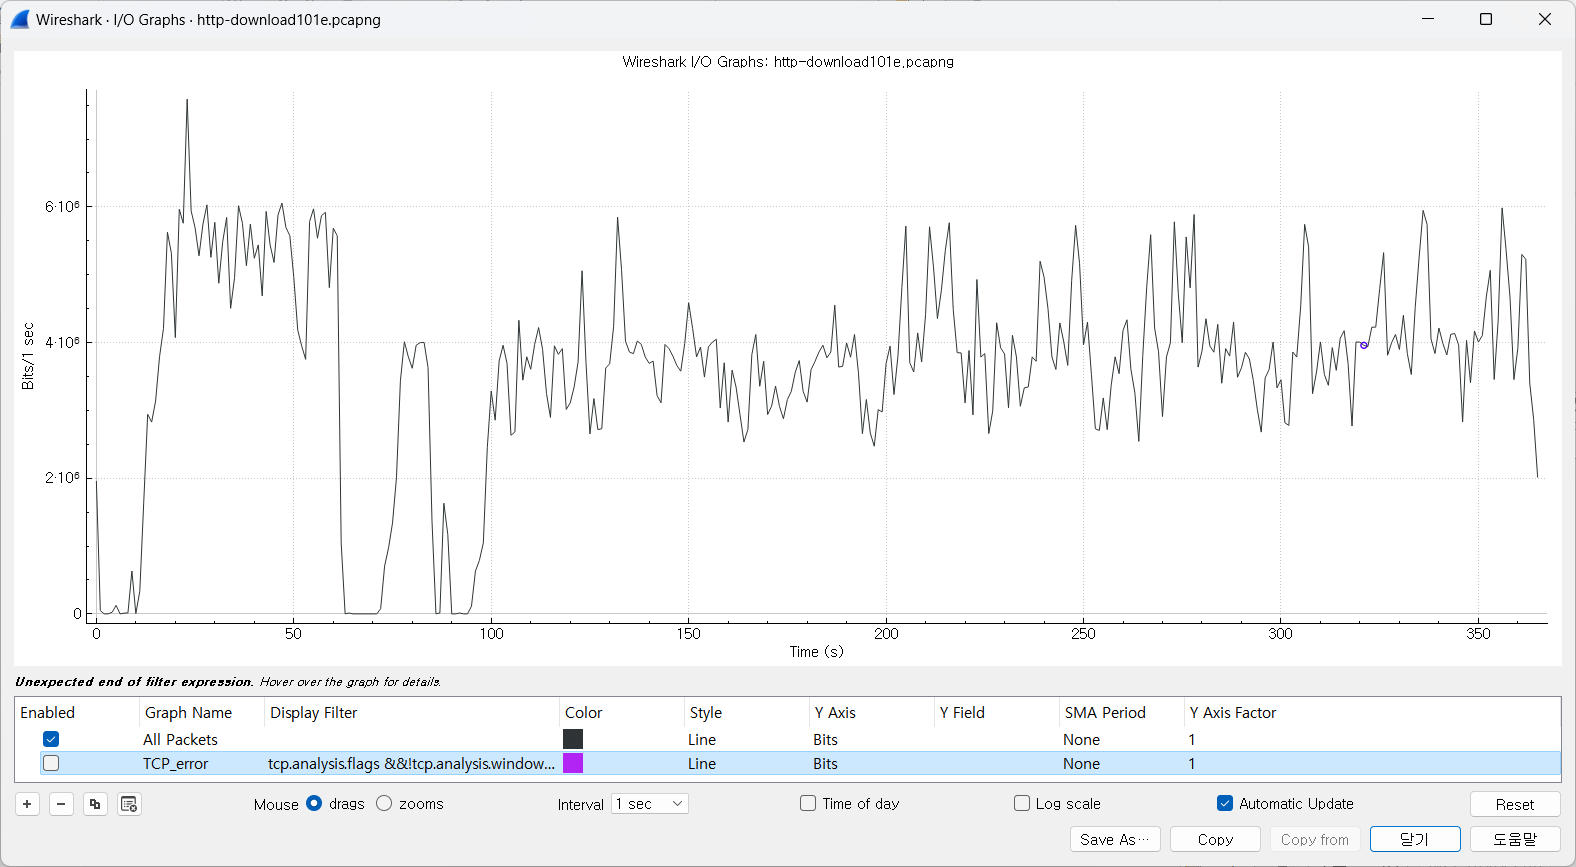 Wireshark · I/O Graphs · http-download101e.pcapng
Wireshark I/O Graphs: http-download101e.pcapng
6·10⁶
4·10⁶
2·10⁶
0
Bits/1 sec
0 50 100 150 200 250 300 350
Time (s)
Unexpected end of filter expression. Hover over the graph for details.
Enabled Graph Name Display Filter Color Style Y Axis Y Field SMA Period Y Axis Factor
All Packets Line Bits None 1
TCP_error tcp.analysis.flags &&!tcp.analysis.window... Line Bits None 1
+ − Mouse drags zooms Interval 1 sec Time of day Log scale Automatic Update Reset
Save As… Copy Copy from 닫기 도움말